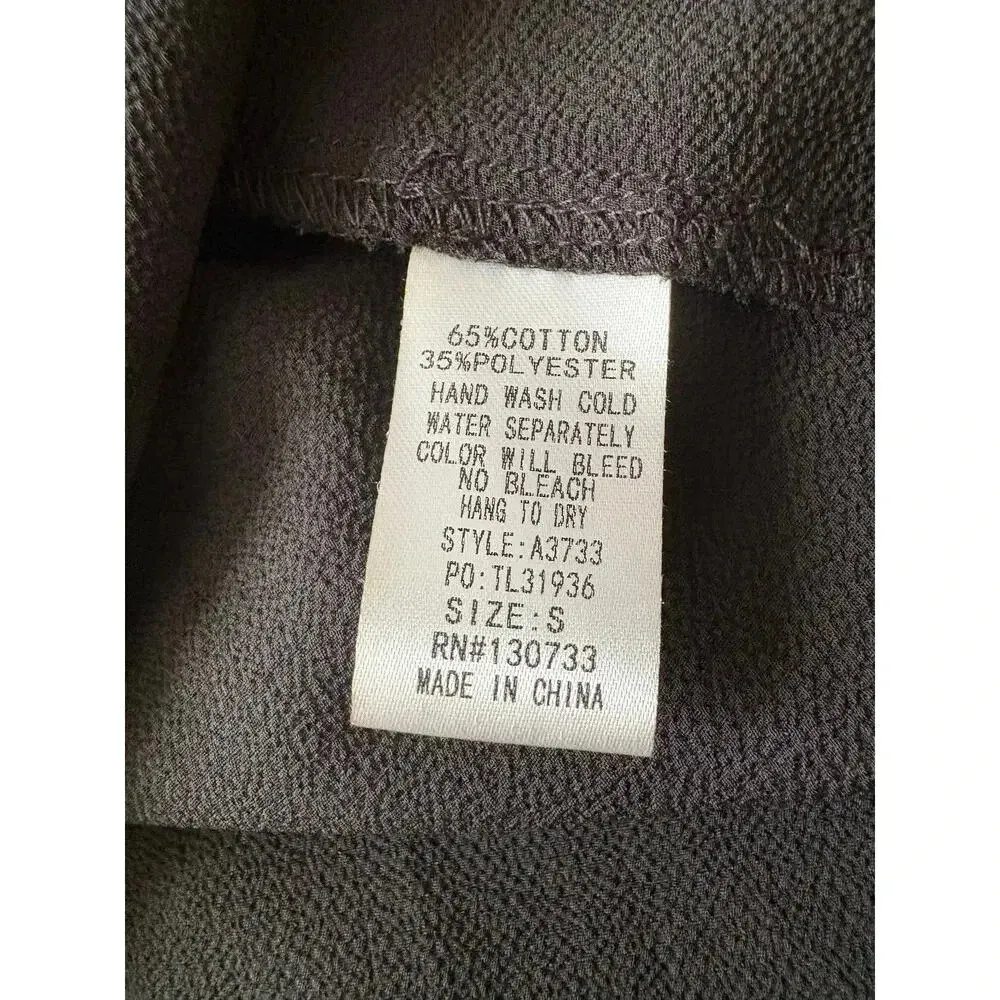 65%COTTON
35%POLYESTER
HAND WASH COLD
WATER SEPARATELY
COLOR WILL BLEED
NO BLEACH
HANG TO DRY
STYLE:A3733
PO:TL31936
SIZE:S
RN#130733
MADE IN CHINA